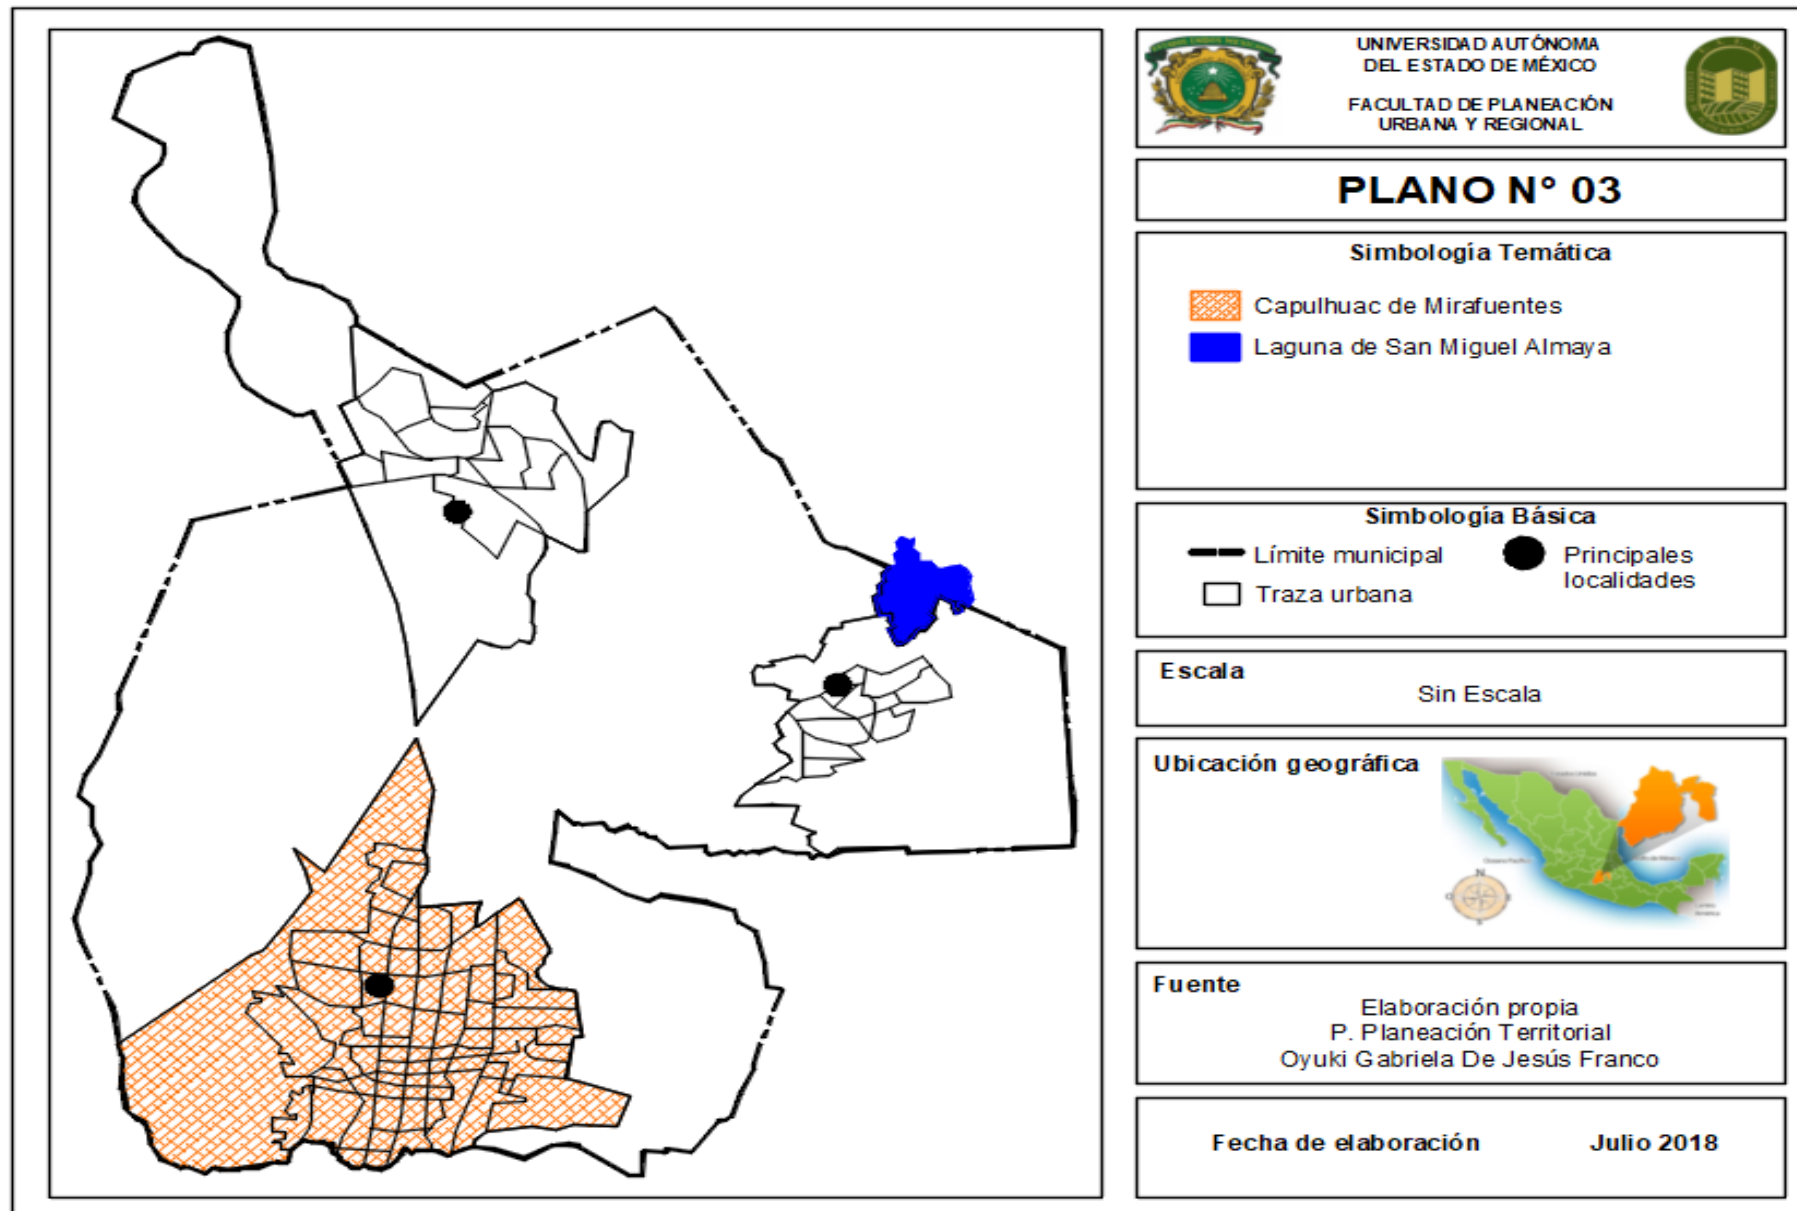 UNIVERSIDAD AUTÓNOMA
DEL ESTADO DE MÉXICO
FACULTAD DE PLANEACIÓN
URBANA Y REGIONAL
PLANO N° 03
Simbología Temática
Capulhuac de Mirafuentes
Laguna de San Miguel Almaya
Simbología Básica
Límite municipal
Principales
localidades
Traza urbana
Escala
Sin Escala
Ubicación geográfica
N
Fuente
Elaboración propia
P. Planeación Territorial
Oyuki Gabriela De Jesús Franco
Fecha de elaboración Julio 2018